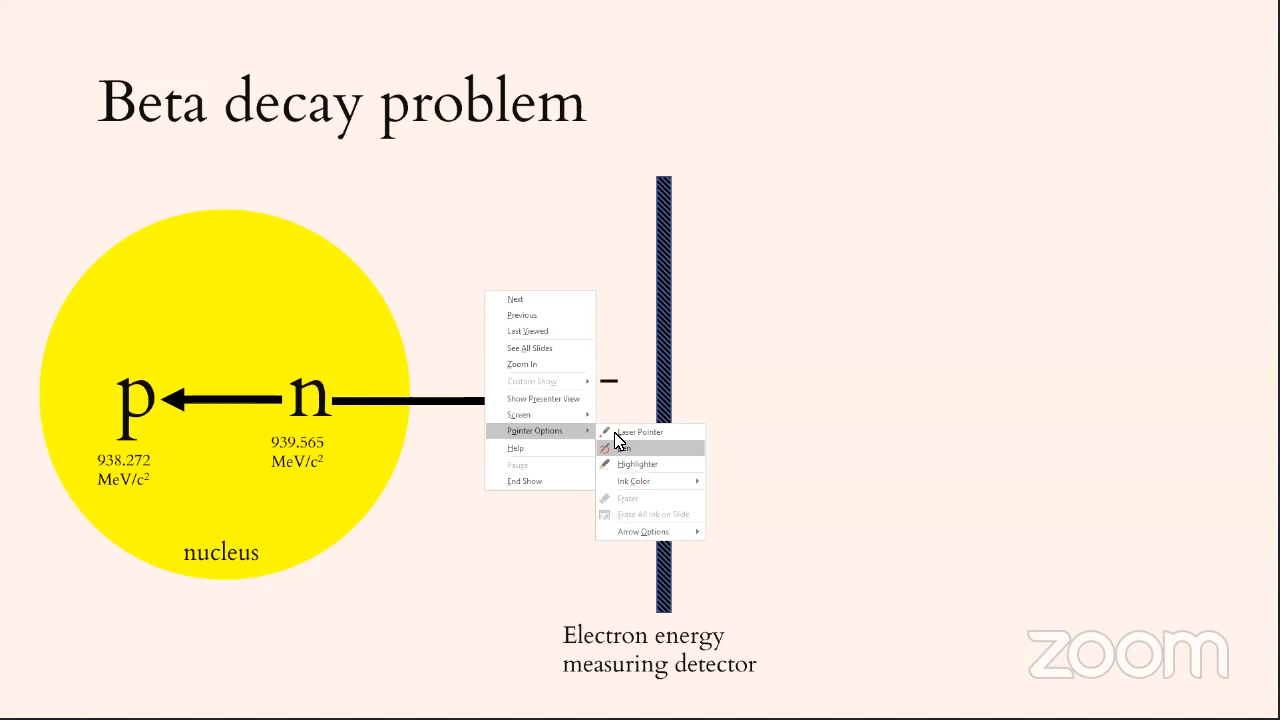 Beta decay problem
Next
Previous
Last Viewed
See All Slides
Zoom In
Custom Show
Show Presenter View
Screen
Pointer Options
Help
Pause
End Show
Laser Pointer
Highlighter
Ink Color
Eraser
Erase All Ink on Slide
Arrow Options
p
n
–
938.272
MeV/c²
939.565
MeV/c²
nucleus
Electron energy
measuring detector
zoom